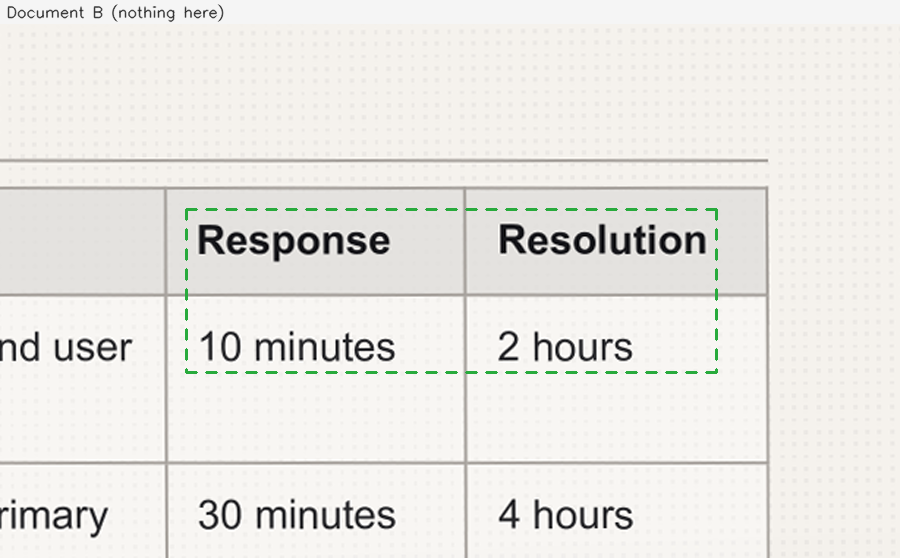 Document B (nothing here)
Response Resolution
nd user 10 minutes 2 hours
rimary 30 minutes 4 hours